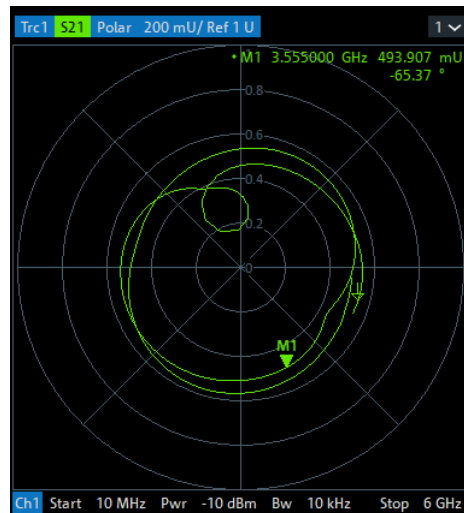 Trc1 S21 Polar 200 mU/ Ref 1 U 1
•M1 3.555000 GHz 493.907 mU
-65.37 °
0.8
0.6
0.4
0.2
0
M1
Ch1 Start 10 MHz Pwr -10 dBm Bw 10 kHz Stop 6 GHz